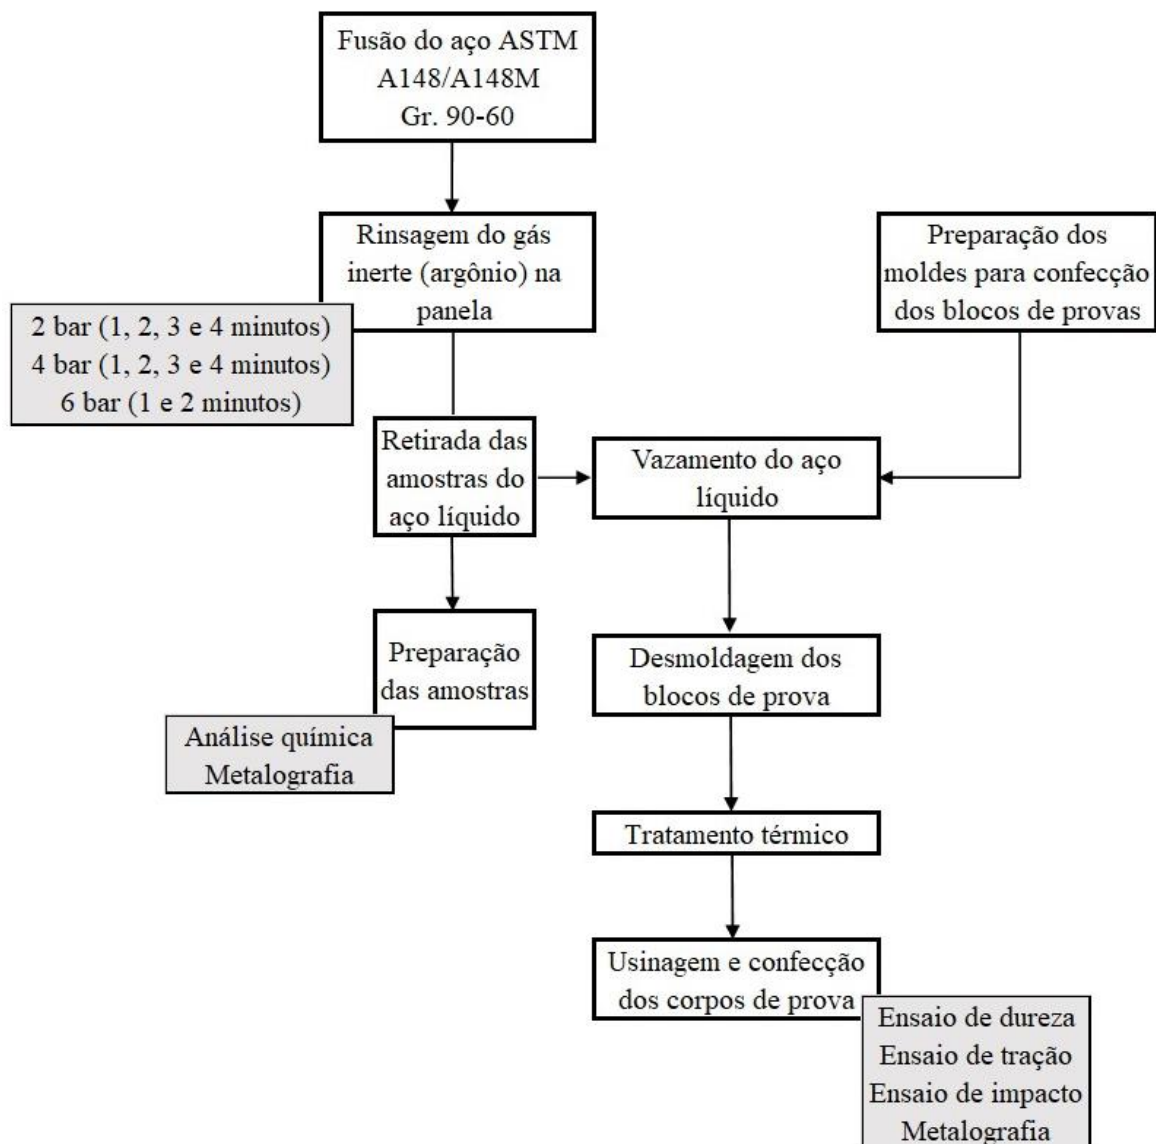 Fusão do aço ASTM
A148/A148M
Gr. 90-60
Rinsagem do gás
inerte (argônio) na
panela
2 bar (1, 2, 3 e 4 minutos)
4 bar (1, 2, 3 e 4 minutos)
6 bar (1 e 2 minutos)
Preparação dos
moldes para confecção
dos blocos de provas
Retirada das
amostras do
aço líquido
Vazamento do aço
líquido
Preparação
das amostras
Análise química
Metalografia
Desmoldagem dos
blocos de prova
Tratamento térmico
Usinagem e confecção
dos corpos de prova
Ensaio de dureza
Ensaio de tração
Ensaio de impacto
Metalografia